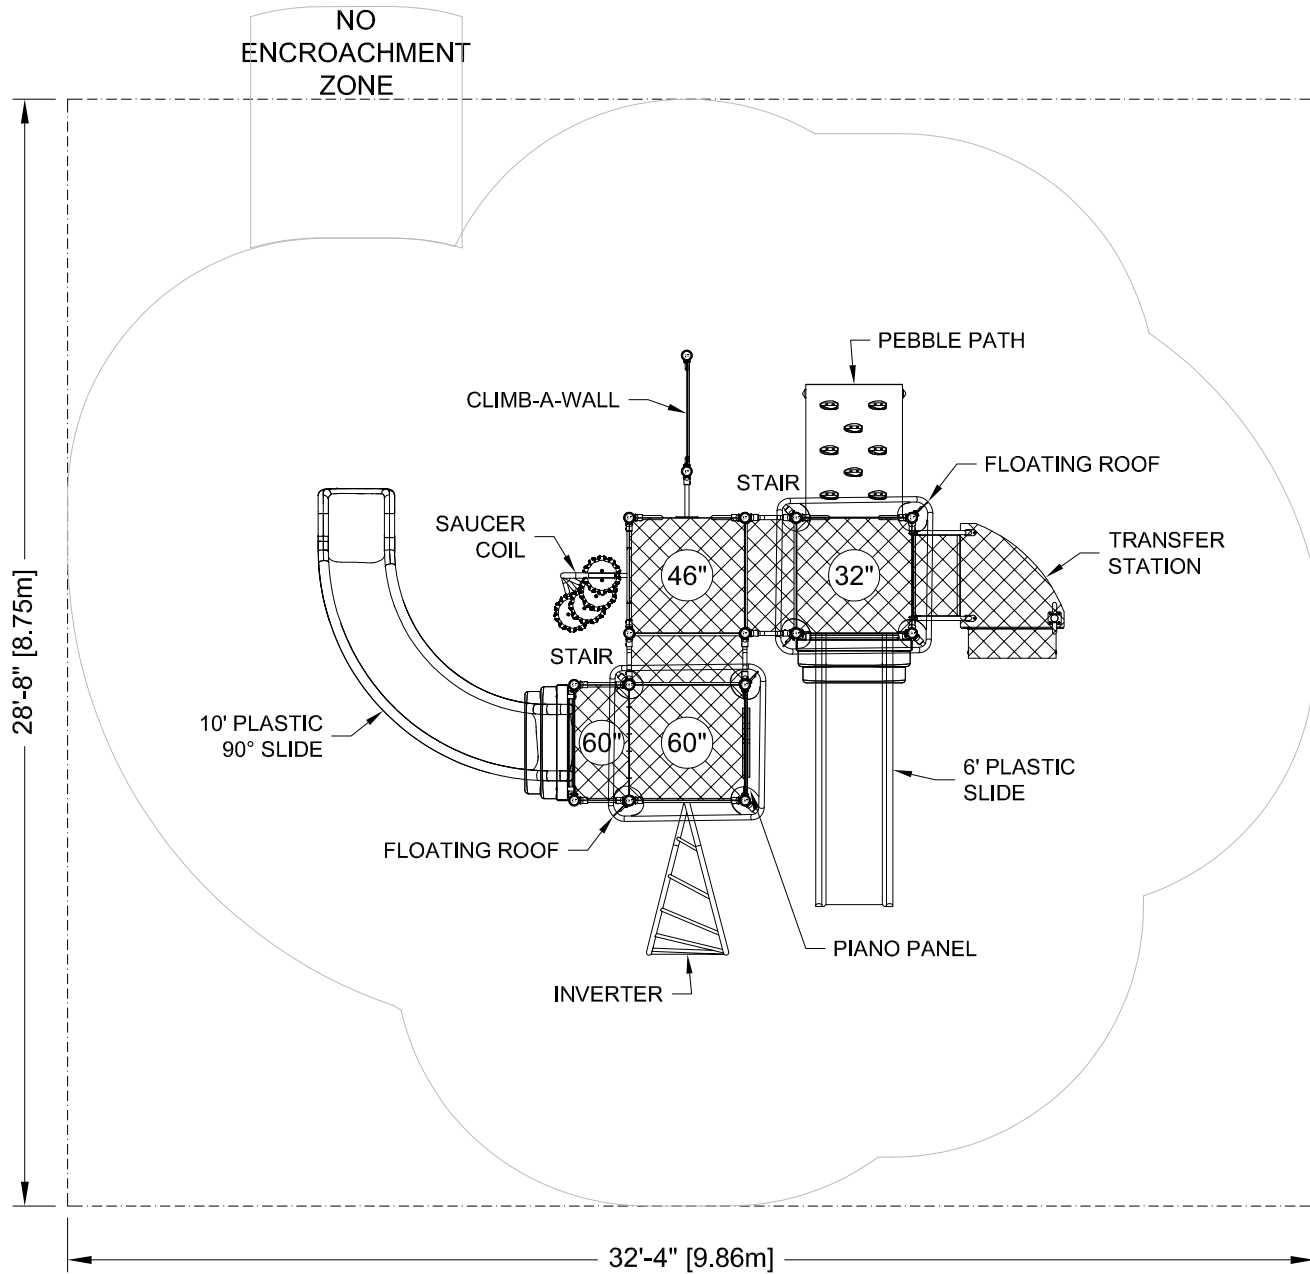 NO
ENCROACHMENT
ZONE
PEBBLE PATH
CLIMB-A-WALL
STAIR
FLOATING ROOF
SAUCER
COIL
46"
32"
TRANSFER
STATION
STAIR
10' PLASTIC
90° SLIDE
60"
60"
6' PLASTIC
SLIDE
FLOATING ROOF
PIANO PANEL
INVERTER
28'-8" [8.75m]
32'-4" [9.86m]